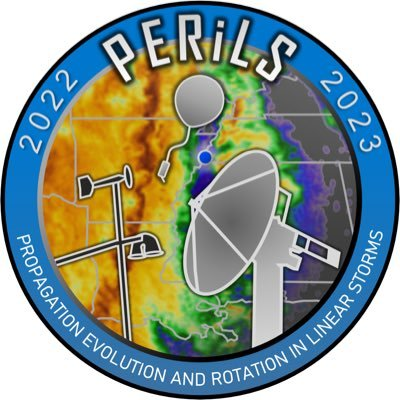 PERiLS
2022
2023
PROPAGATION EVOLUTION AND ROTATION IN LINEAR STORMS